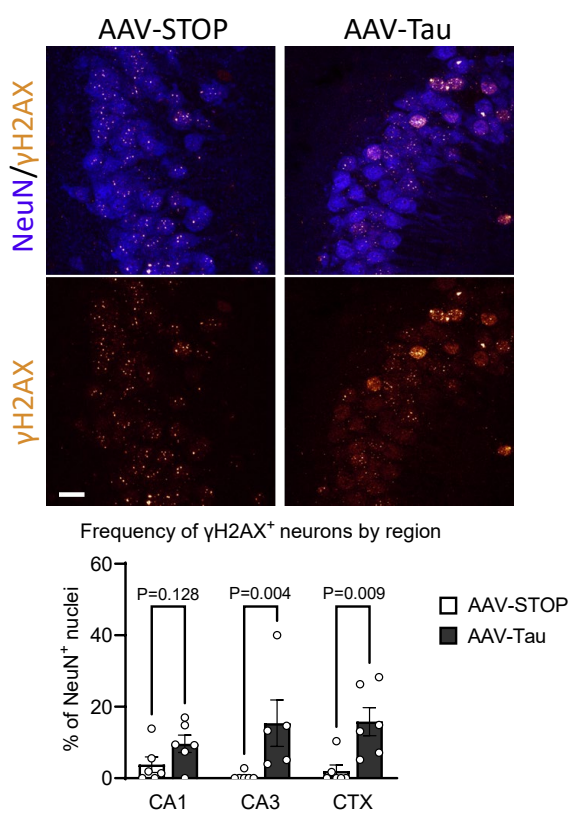 AAV-STOP
AAV-Tau
NeuN/γH2AX
γH2AX
Frequency of γH2AX⁺ neurons by region
% of NeuN⁺ nuclei
60
40
20
0
P=0.128
P=0.004
P=0.009
CA1
CA3
CTX
AAV-STOP
AAV-Tau